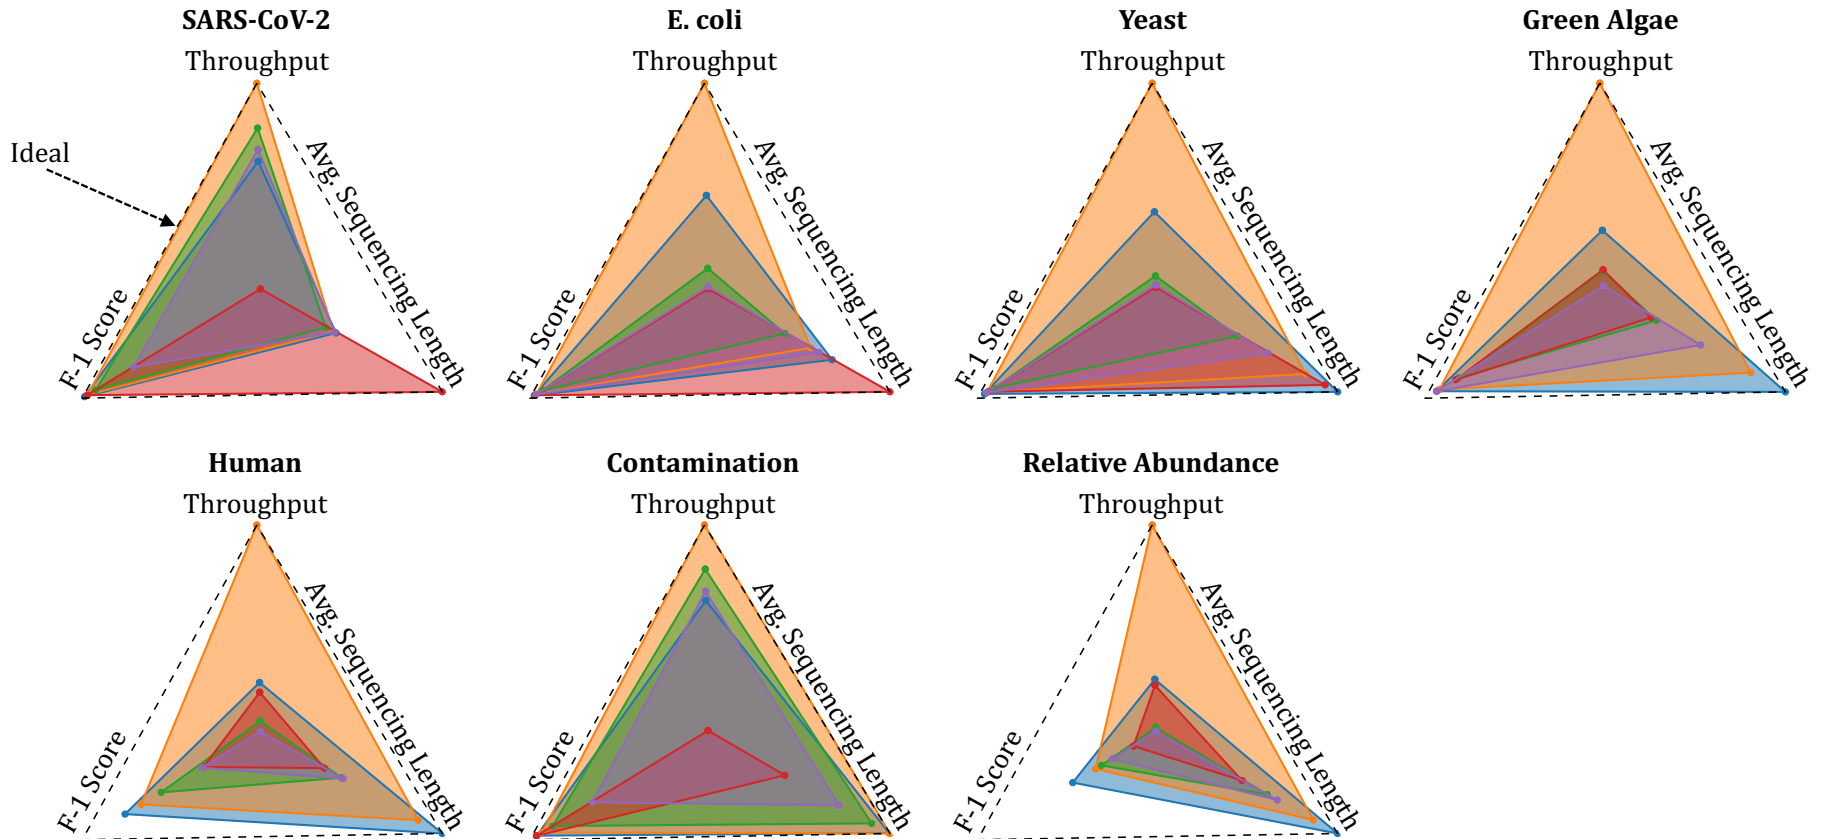 SARS-CoV-2
Throughput
Ideal
Avg. Sequencing Length
F-1 Score
E. coli
Throughput
Avg. Sequencing Length
F-1 Score
Yeast
Throughput
Avg. Sequencing Length
F-1 Score
Green Algae
Throughput
Avg. Sequencing Length
F-1 Score
Human
Throughput
Avg. Sequencing Length
F-1 Score
Contamination
Throughput
Avg. Sequencing Length
F-1 Score
Relative Abundance
Throughput
Avg. Sequencing Length
F-1 Score